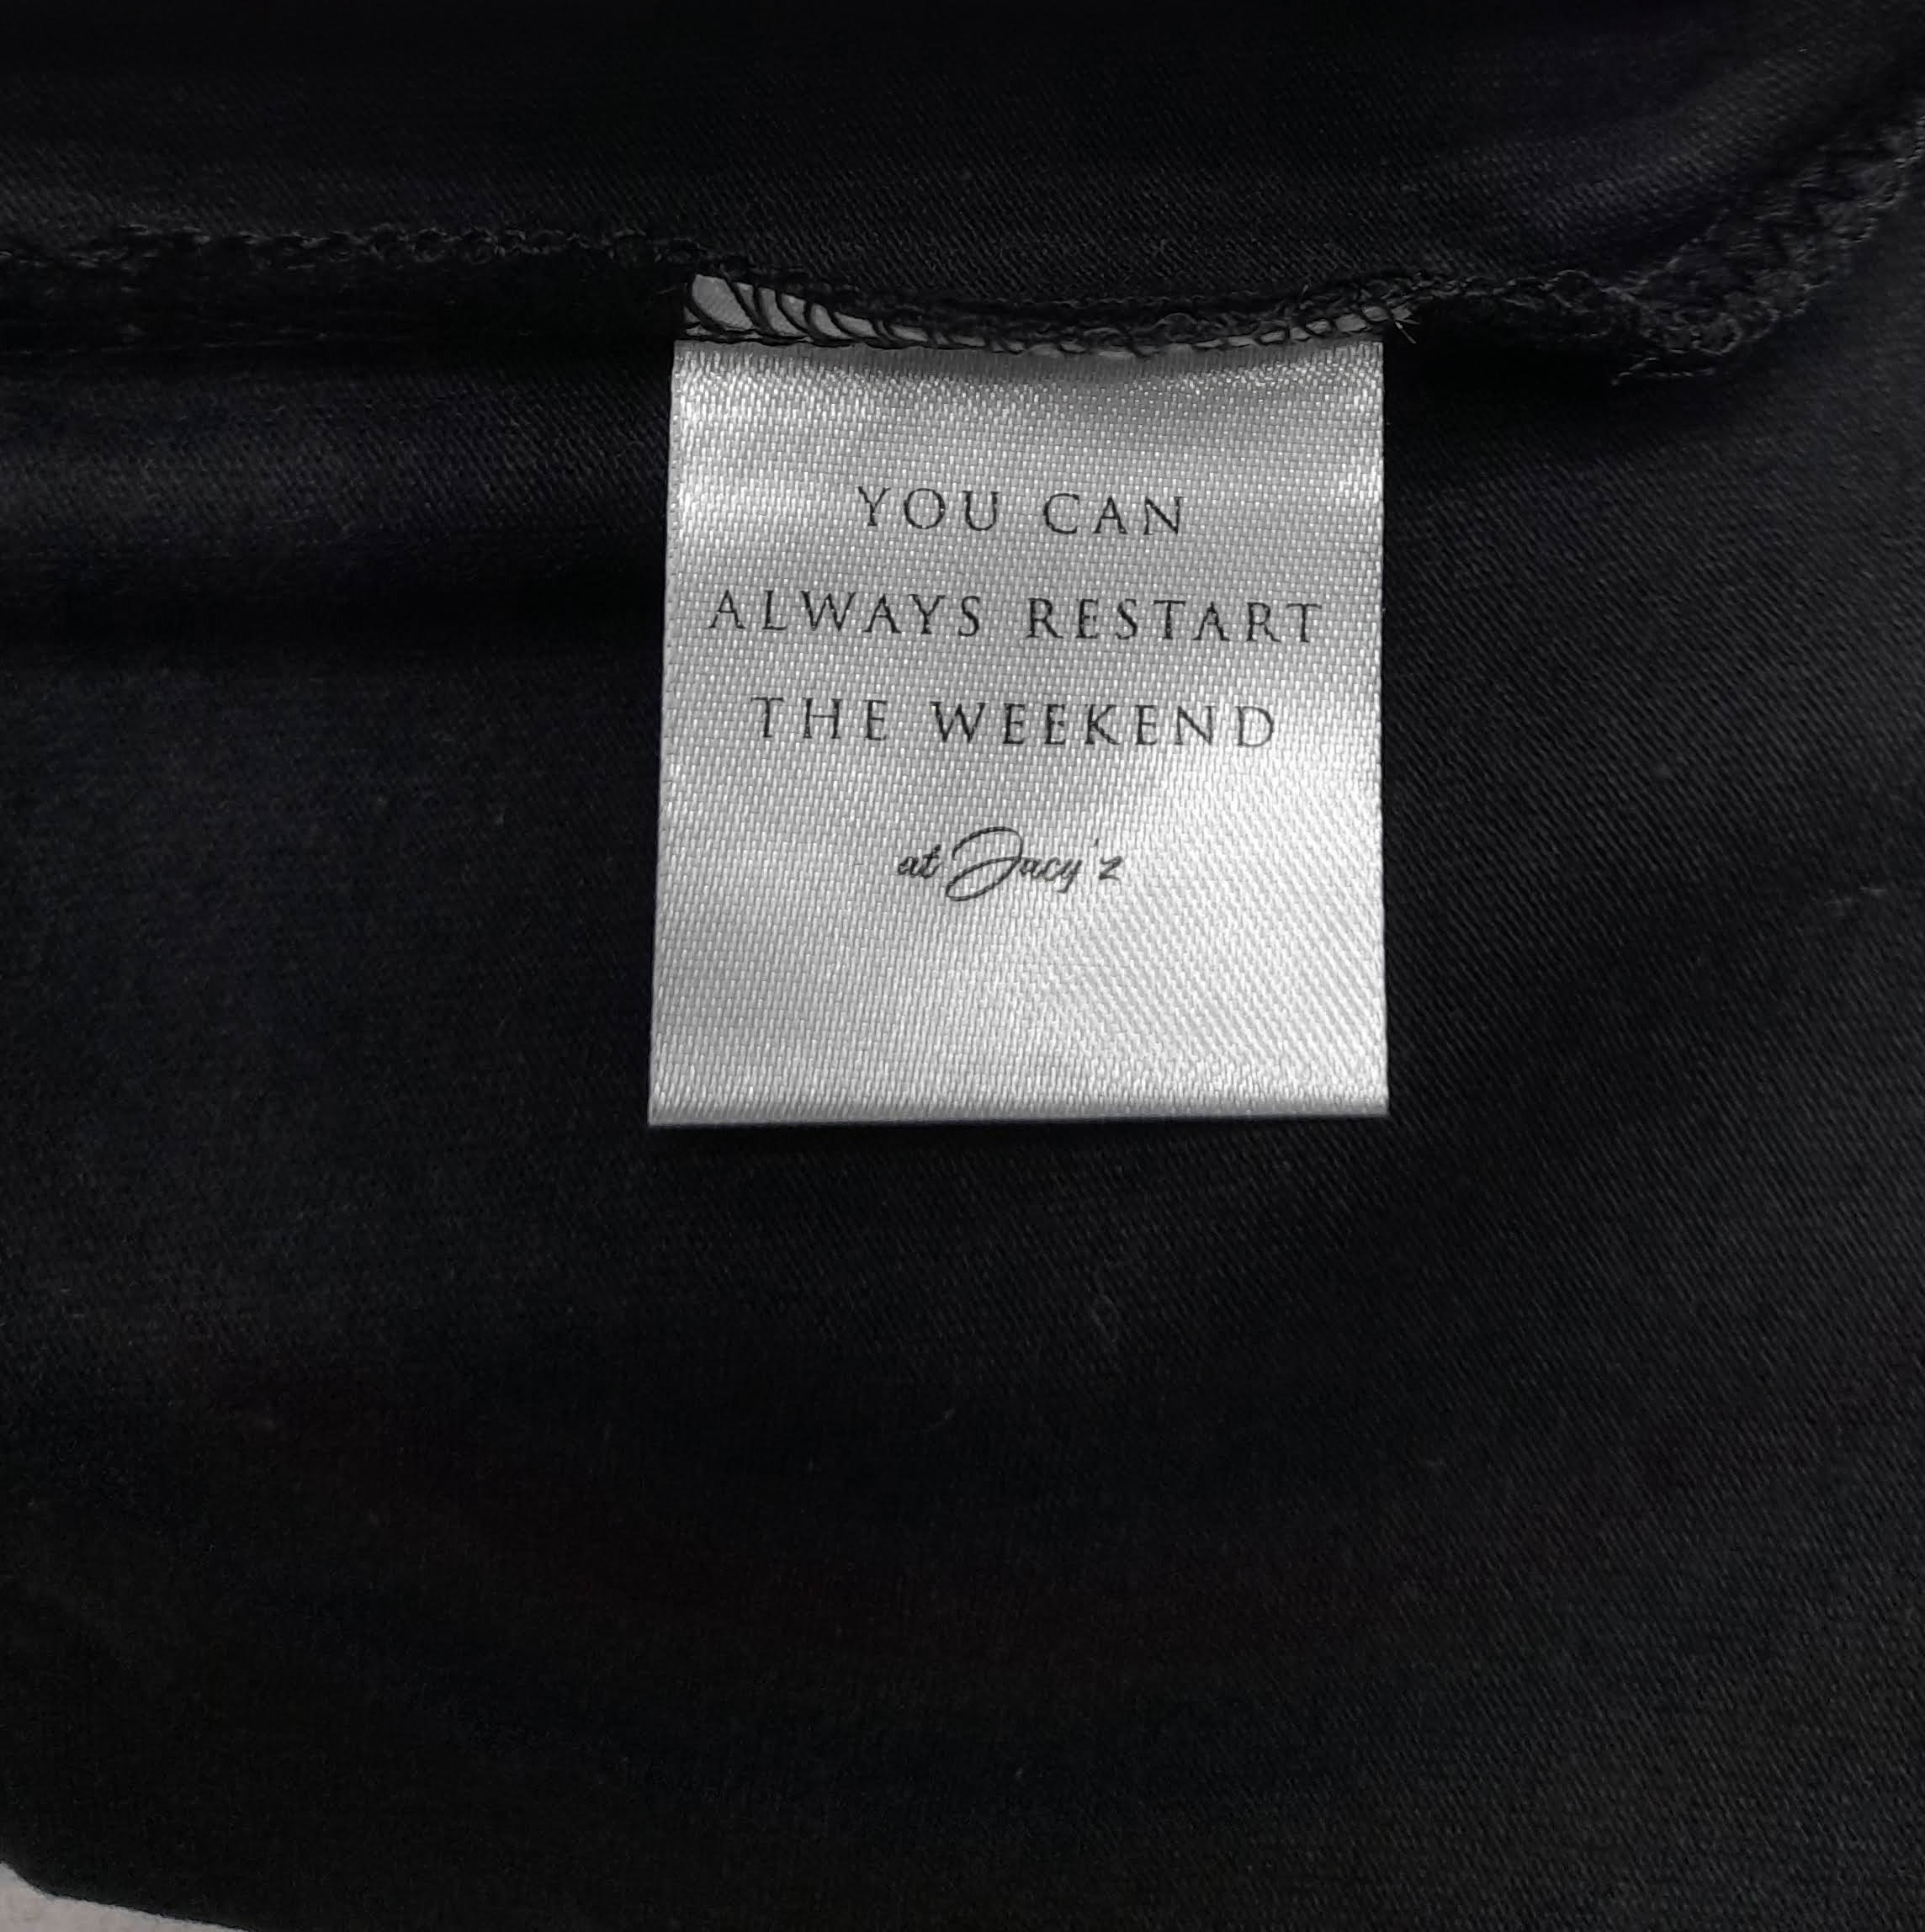 YOU CAN
ALWAYS RESTART
THE WEEKEND
at Jacy'z